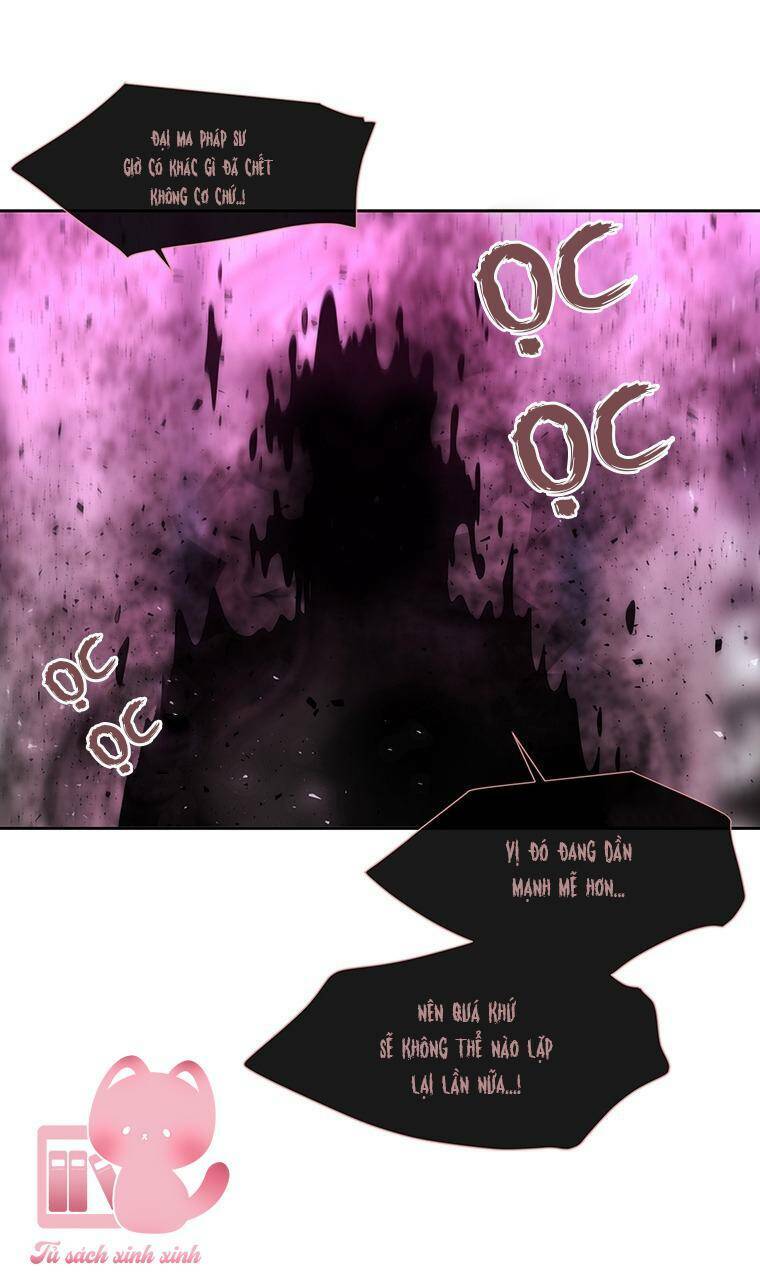 ĐẠI MA PHÁP SƯ
GIỜ CÓ KHÁC GÌ ĐÃ CHẾT
KHÔNG CƠ CHỨ..!
ỌC
ỌC
ỌC
ỌC
VỊ ĐÓ ĐANG DẦN
MẠNH MẼ HƠN...
NÊN QUÁ KHỨ
SẼ KHÔNG THỂ NÀO LẶP
LẠI LẦN NỮA...!
Tủ sách xinh xinh